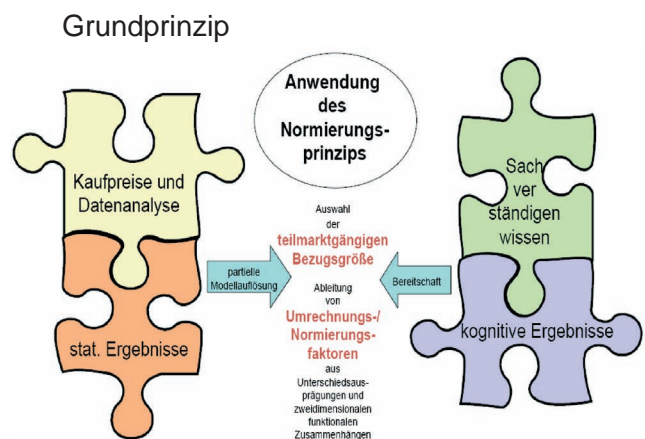 Grundprinzip
Anwendung
des
Normierungs-
prinzips
Kaufpreise und
Datenanalyse
stat. Ergebnisse
partielle
Modellauflösung
Auswahl
der
teilmarktgängigen
Bezugsgröße
Ableitung
von
Umrechnungs-/
Normierungs-
faktoren
aus
Unterschiedsaus-
prägungen und
zweidimensionalen
funktionalen
Zusammenhängen
Bereitschaft
Sach
ver
ständigen
wissen
kognitive Ergebnisse